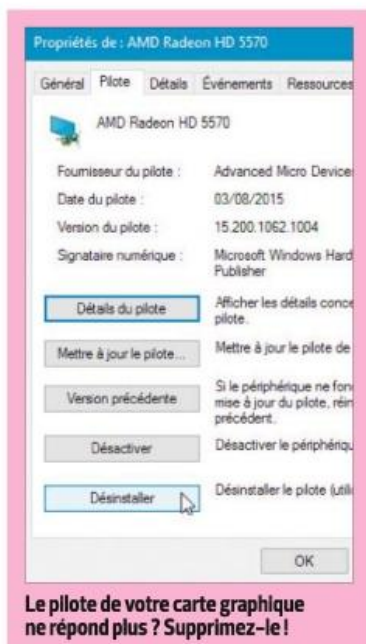 Propriétés de : AMD Radeon HD 5570
Général Pilote Détails Événements Ressources
AMD Radeon HD 5570
Fournisseur du pilote : Advanced Micro Devices
Date du pilote : 03/08/2015
Version du pilote : 15.200.1062.1004
Signataire numérique : Microsoft Windows Hard
Publisher
Détails du pilote Afficher les détails conce
pilote.
Mettre à jour le pilote... Mettre à jour le pilote de
Version précédente Si le périphérique ne fon
mise à jour du pilote, réin
précédent.
Désactiver Désactiver le périphériqu
Désinstaller Désinstaller le pilote (utili
OK
Le pilote de votre carte graphique
ne répond plus ? Supprimez-le !